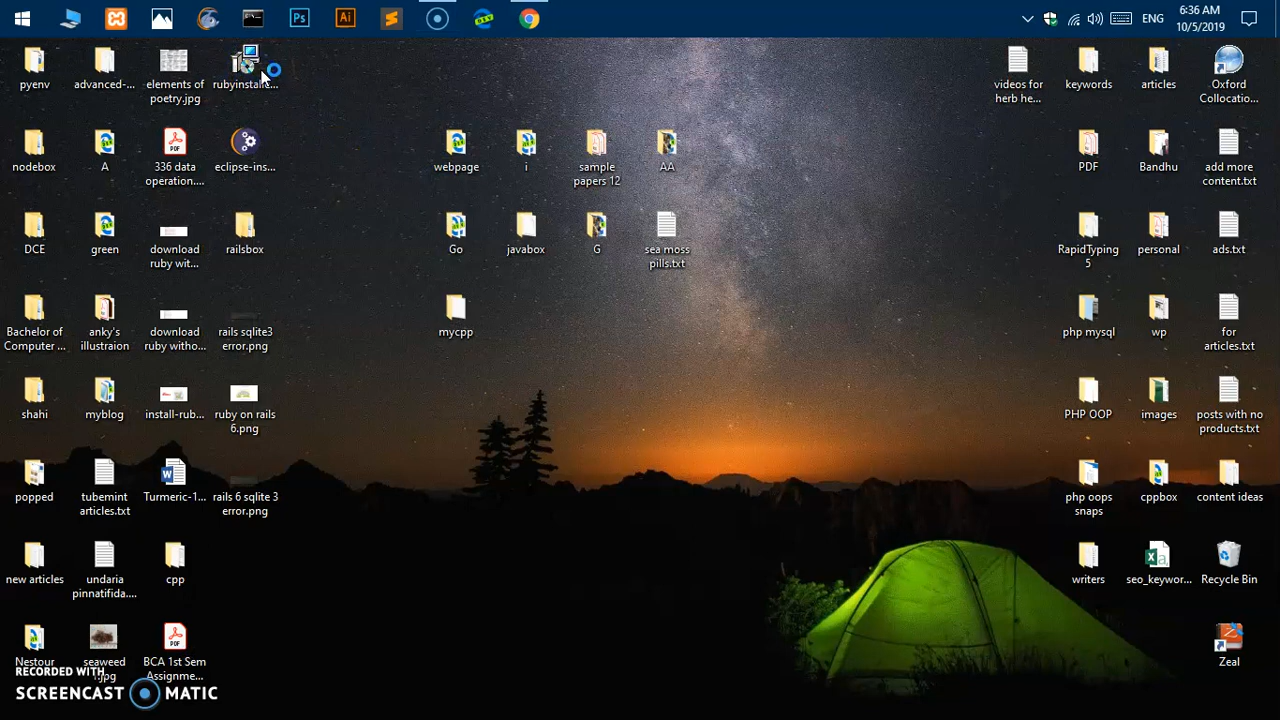 Ps
Ai
ENG
6:36 AM
10/5/2019
pyenv
advanced-...
elements of
poetry.jpg
rubyinstalle...
videos for
herb he...
keywords
articles
Oxford
Collocatio...
nodebox
A
336 data
operation....
eclipse-ins...
webpage
i
sample
papers 12
AA
PDF
Bandhu
add more
content.txt
DCE
green
download
ruby wit...
railsbox
Go
javabox
G
sea moss
pills.txt
RapidTyping
5
personal
ads.txt
Bachelor of
Computer ...
anky's
illustraion
download
ruby witho...
rails sqlite3
error.png
mycpp
php mysql
wp
for
articles.txt
shahi
myblog
install-rub...
ruby on rails
6.png
PHP OOP
images
posts with no
products.txt
popped
tubemint
articles.txt
Turmeric-1...
rails 6 sqlite 3
error.png
php oops
snaps
cppbox
content ideas
new articles
undaria
pinnatifida....
cpp
writers
seo_keywor...
Recycle Bin
Nestour
seaweed
1.jpg
BCA 1st Sem
Assignme...
Zeal
RECORDED WITH
SCREENCAST MATIC